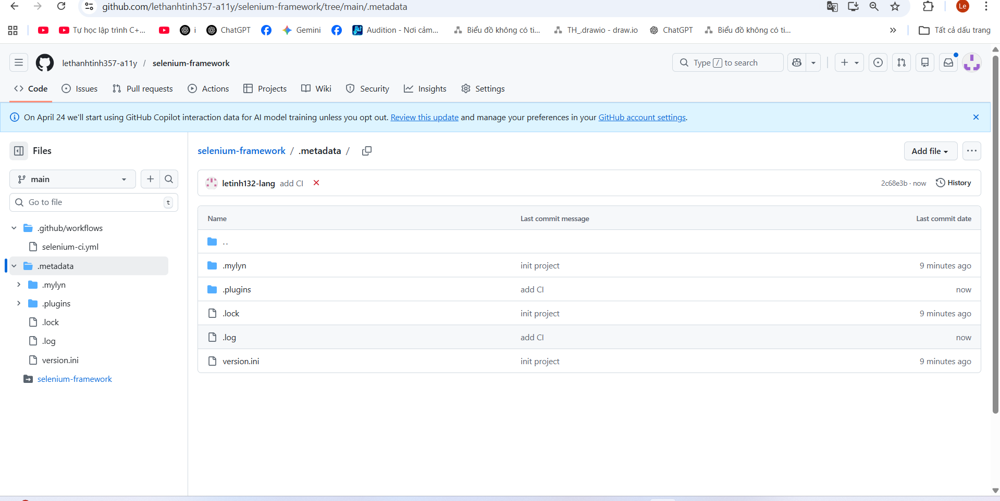 github.com/lethanhtinh357-a11y/selenium-framework/tree/main/.metadata
Le
Tự học lập trình C+...
i
ChatGPT
Gemini
Audition - Nơi cảm...
Biểu đồ không có ti...
TH_.drawio - draw.io
ChatGPT
Biểu đồ không có ti...
Tất cả dấu trang
lethanhtinh357-a11y / selenium-framework
Type / to search
Code
Issues
Pull requests
Actions
Projects
Wiki
Security
Insights
Settings
On April 24 we'll start using GitHub Copilot interaction data for AI model training unless you opt out. Review this update and manage your preferences in your GitHub account settings.
Files
main
Go to file
t
.github/workflows
selenium-ci.yml
.metadata
.mylyn
.plugins
.lock
.log
version.ini
selenium-framework
selenium-framework / .metadata /
Add file
letinh132-lang add CI
2c68e3b · now
History
Name Last commit message Last commit date
..
.mylyn init project 9 minutes ago
.plugins add CI now
.lock init project 9 minutes ago
.log add CI now
version.ini init project 9 minutes ago